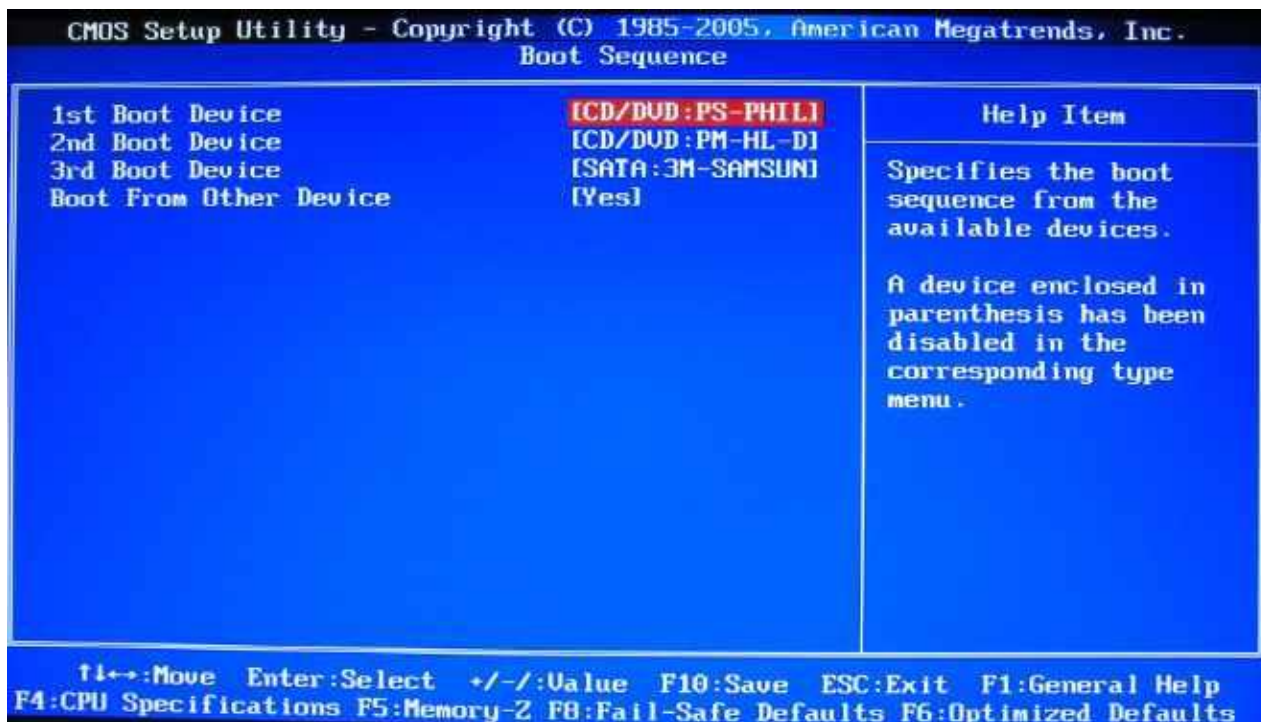 CMOS Setup Utility - Copyright (C) 1985-2005, American Megatrends, Inc.
Boot Sequence
1st Boot Device [CD/DVD:PS-PHIL]
2nd Boot Device [CD/DVD:PM-HL-D]
3rd Boot Device [SATA:3M-SAMSUN]
Boot From Other Device [Yes]
Help Item
Specifies the boot
sequence from the
available devices.
A device enclosed in
parenthesis has been
disabled in the
corresponding type
menu.
↑↓←→:Move Enter:Select +/-/:Value F10:Save ESC:Exit F1:General Help
F4:CPU Specifications F5:Memory-Z F8:Fail-Safe Defaults F6:Optimized Defaults